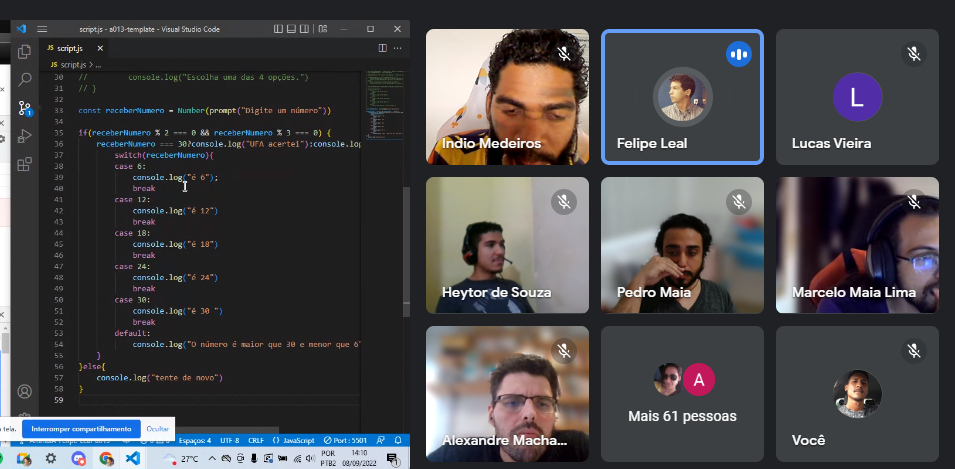 script.js - a013-template - Visual Studio Code
script.js
script.js > ...
30 // console.log("Escolha uma das 4 opções.")
31 // }
32
33 const receberNumero = Number(prompt("Digite um número"))
34
35 if(receberNumero % 2 === 0 && receberNumero % 3 === 0) {
36 receberNumero === 30?console.log("UFA acertei"):console.log
37 switch(receberNumero){
38 case 6:
39 console.log("é 6");
40 break
41 case 12:
42 console.log("é 12")
43 break
44 case 18:
45 console.log("é 18")
46 break
47 case 24:
48 console.log("é 24")
49 break
50 case 30:
51 console.log("é 30 ")
52 break
53 default:
54 console.log("O número é maior que 30 e menor que 6"
55 }
56 }else{
57 console.log("tente de novo")
58 }
59
a tela.
Interromper compartilhamento
Ocultar
Espaços: 4 UTF-8 CRLF {} JavaScript Port : 5501
27°C
POR
PTB2
14:10
08/09/2022
1
Indio Medeiros
Felipe Leal
L
Lucas Vieira
Heytor de Souza
Pedro Maia
Marcelo Maia Lima
Alexandre Macha...
A
Mais 61 pessoas
Você